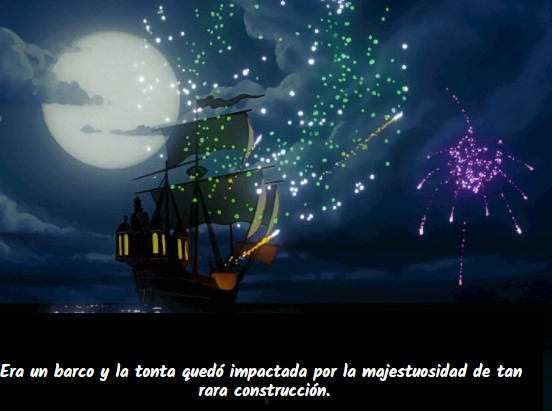 Era un barco y la tonta quedó impactada por la majestuosidad de tan
rara construcción.